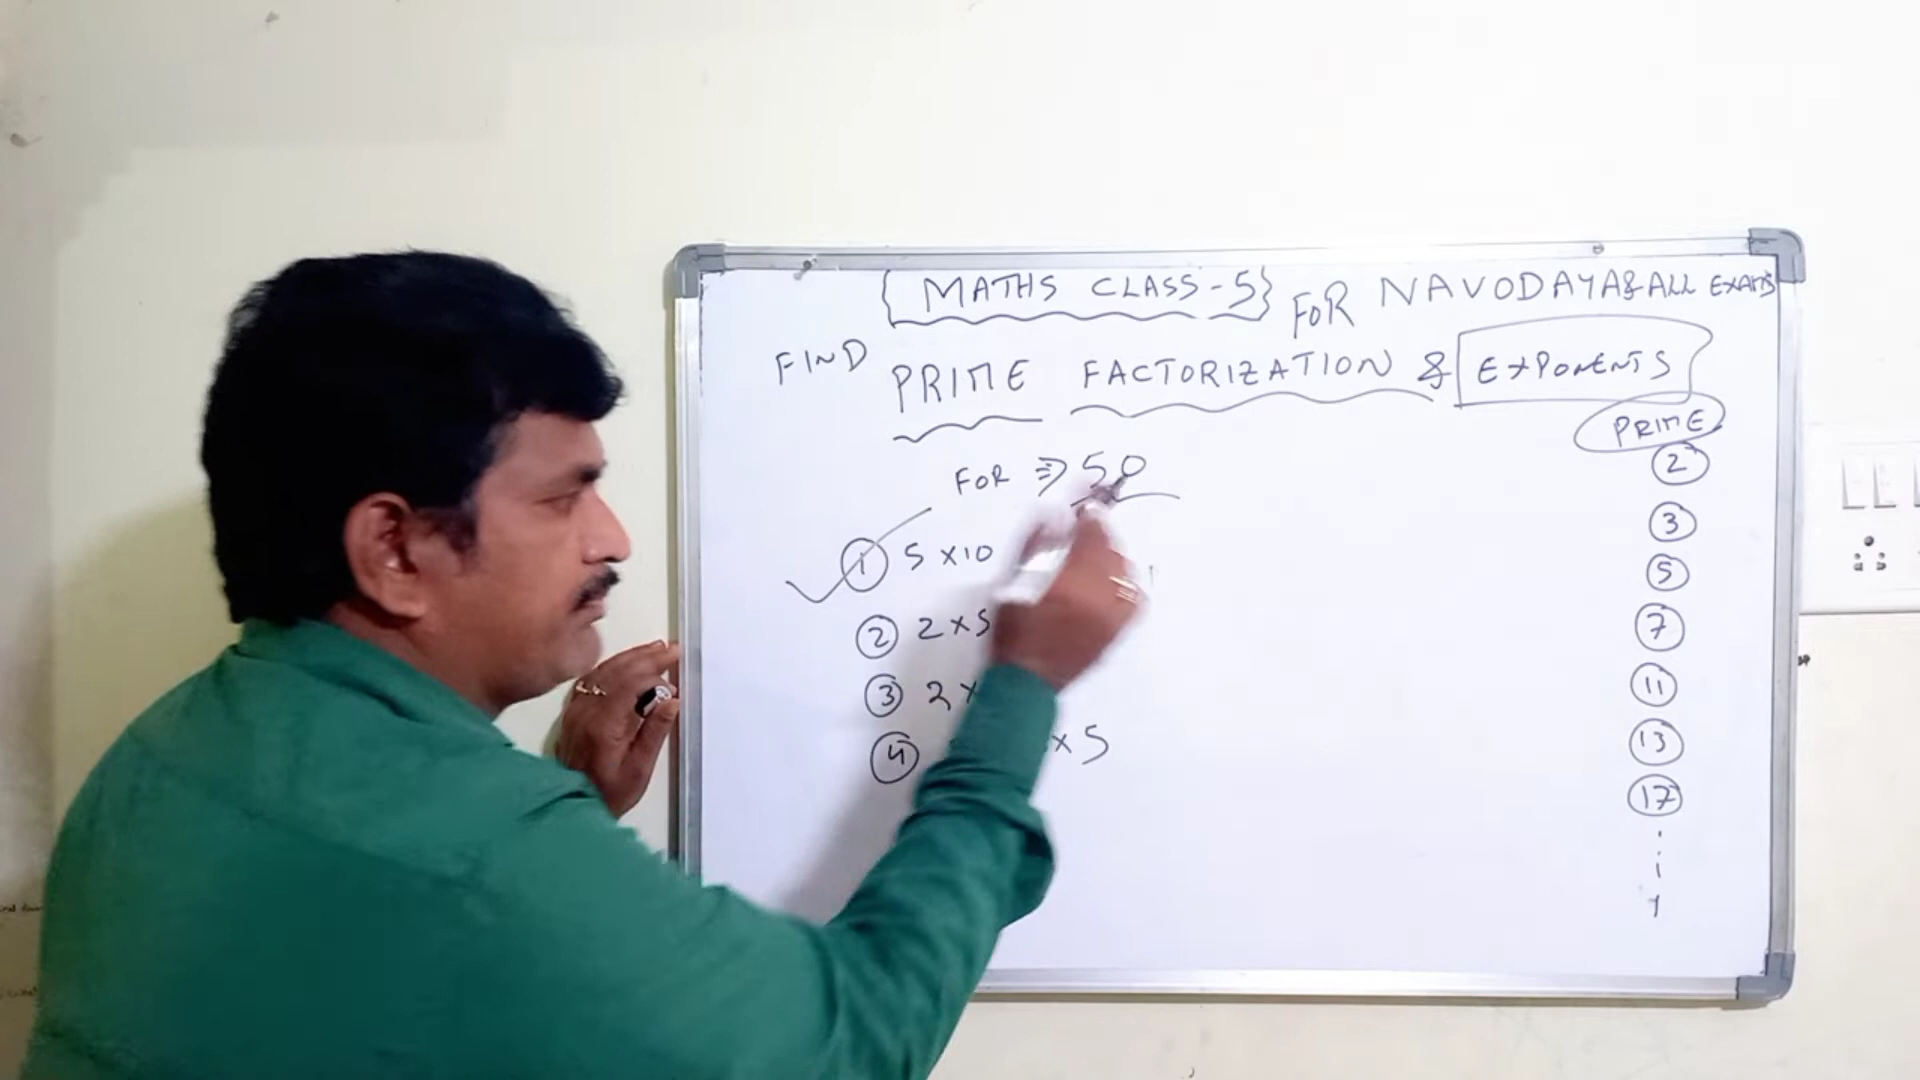 {MATHS CLASS-5} FOR NAVODAYA & ALL EXAMS
FIND PRIME FACTORIZATION & EXPONENTS
PRIME
FOR ⇒ 50
① 5 × 10
② 2 × 5
③ 2 ×
④ × 5
2
3
5
7
11
13
17